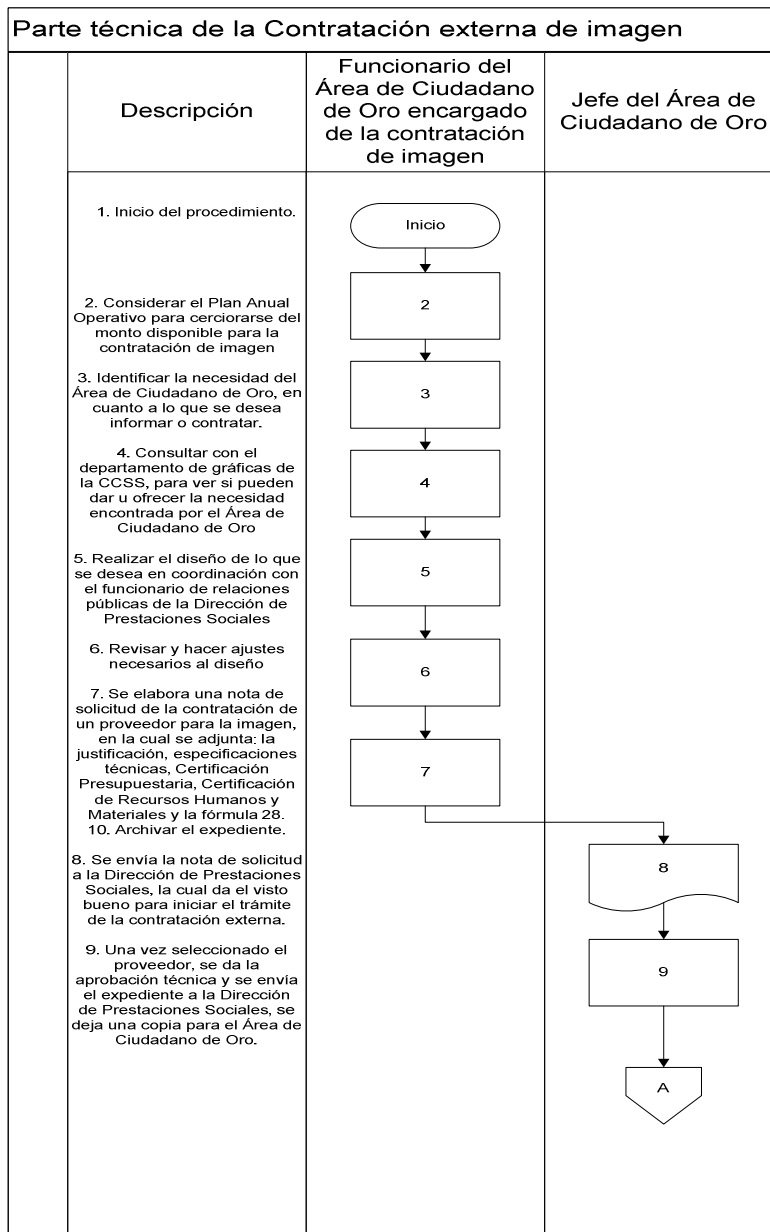 Parte técnica de la Contratación externa de imagen
Descripción
Funcionario del
Área de Ciudadano
de Oro encargado
de la contratación
de imagen
Jefe del Área de
Ciudadano de Oro
1. Inicio del procedimiento.
Inicio
2. Considerar el Plan Anual
Operativo para cerciorarse del
monto disponible para la
contratación de imagen
2
3. Identificar la necesidad del
Área de Ciudadano de Oro, en
cuanto a lo que se desea
informar o contratar.
3
4. Consultar con el
departamento de gráficas de
la CCSS, para ver si pueden
dar u ofrecer la necesidad
encontrada por el Área de
Ciudadano de Oro
4
5. Realizar el diseño de lo que
se desea en coordinación con
el funcionario de relaciones
públicas de la Dirección de
Prestaciones Sociales
5
6. Revisar y hacer ajustes
necesarios al diseño
6
7. Se elabora una nota de
solicitud de la contratación de
un proveedor para la imagen,
en la cual se adjunta: la
justificación, especificaciones
técnicas, Certificación
Presupuestaria, Certificación
de Recursos Humanos y
Materiales y la fórmula 28.
10. Archivar el expediente.
7
8. Se envía la nota de solicitud
a la Dirección de Prestaciones
Sociales, la cual da el visto
bueno para iniciar el trámite
de la contratación externa.
8
9. Una vez seleccionado el
proveedor, se da la
aprobación técnica y se envía
el expediente a la Dirección
de Prestaciones Sociales, se
deja una copia para el Área de
Ciudadano de Oro.
9
A